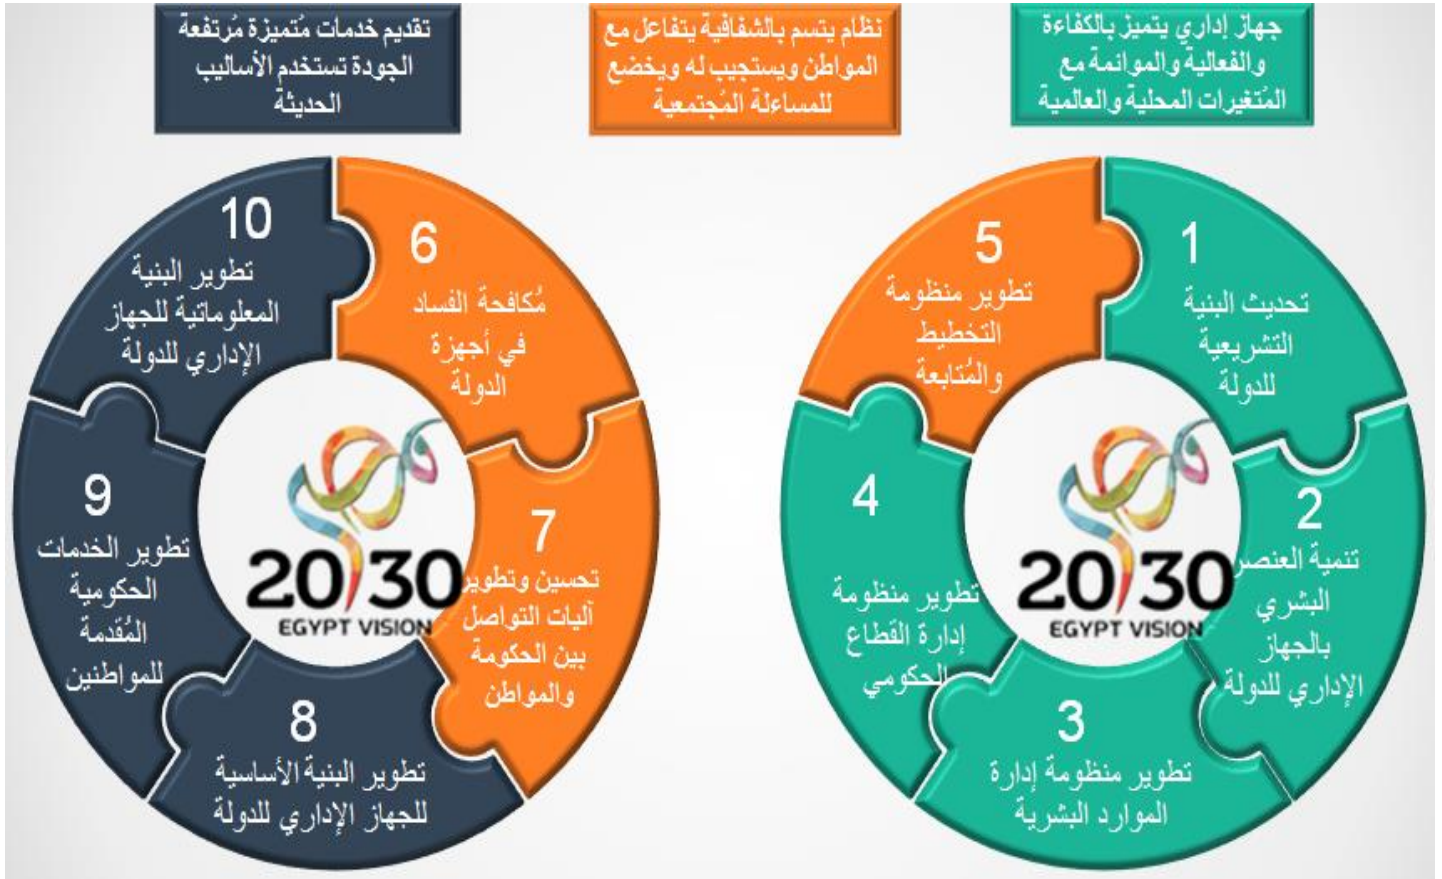 جهاز إداري يتميز بالكفاءة
والفعالية والموائمة مع
المُتغيرات المحلية والعالمية
نظام يتسم بالشفافية يتفاعل مع
المواطن ويستجيب له ويخضع
للمساءلة المُجتمعية
تقديم خدمات مُتميزة مُرتفعة
الجودة تستخدم الأساليب
الحديثة
1
تحديث البنية
التشريعية
للدولة
2
تنمية العنصر
البشري
بالجهاز
الإداري للدولة
3
تطوير منظومة إدارة
الموارد البشرية
4
تطوير منظومة
إدارة القطاع
الحكومي
5
تطوير منظومة
التخطيط
والمُتابعة
مصر
2030
EGYPT VISION
6
مُكافحة الفساد
في أجهزة
الدولة
7
تحسين وتطوير
آليات التواصل
بين الحكومة
والمواطن
8
تطوير البنية الأساسية
للجهاز الإداري للدولة
9
تطوير الخدمات
الحكومية
المُقدمة
للمواطنين
10
تطوير البنية
المعلوماتية للجهاز
الإداري للدولة
مصر
2030
EGYPT VISION